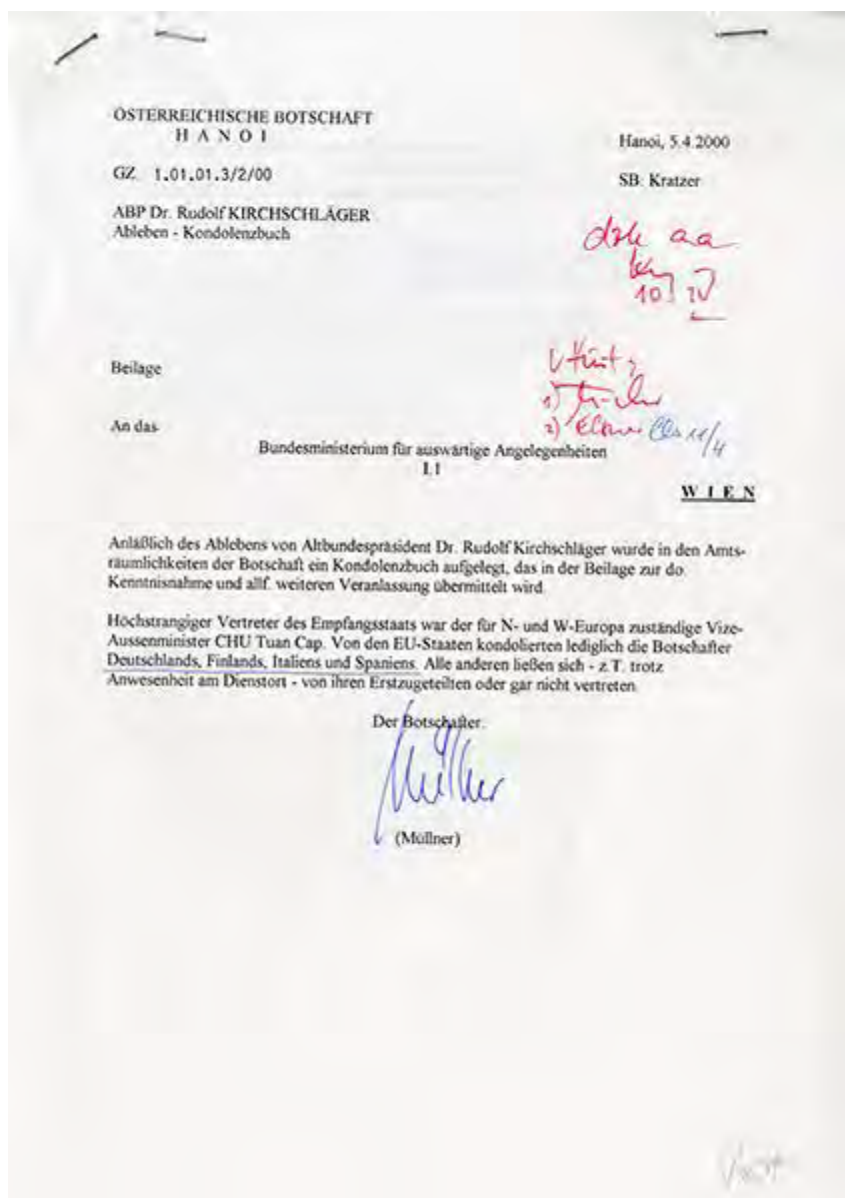 ÖSTERREICHISCHE BOTSCHAFT
H A N O I
Hanoi, 5.4.2000
GZ. 1.01.01.3/2/00
SB: Kratzer
ABP Dr. Rudolf KIRCHSCHLÄGER
Ableben - Kondolenzbuch
Beilage
An das
Bundesministerium für auswärtige Angelegenheiten
I.1
W I E N
Anläßlich des Ablebens von Altbundespräsident Dr. Rudolf Kirchschläger wurde in den Amts-
räumlichkeiten der Botschaft ein Kondolenzbuch aufgelegt, das in der Beilage zur do.
Kenntnisnahme und allf. weiteren Veranlassung übermittelt wird.
Höchstrangiger Vertreter des Empfangsstaats war der für N- und W-Europa zuständige Vize-
Aussenminister CHU Tuan Cap. Von den EU-Staaten kondolierten lediglich die Botschafter
Deutschlands, Finlands, Italiens und Spaniens. Alle anderen ließen sich - z.T. trotz
Anwesenheit am Dienstort - von ihren Erstzugeteilten oder gar nicht vertreten.
Der Botschafter:
(Müllner)